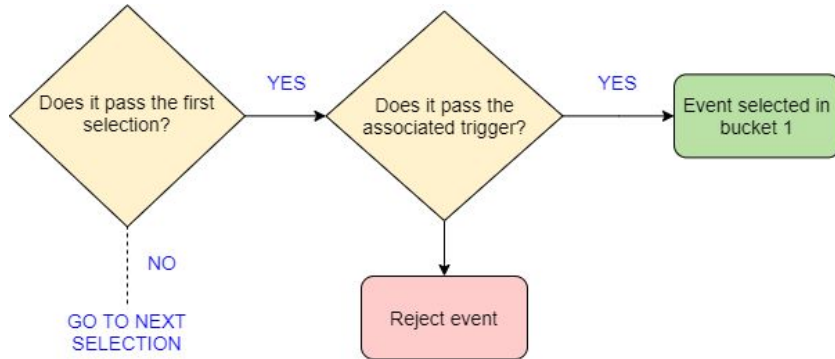 Does it pass the first
selection?
YES
Does it pass the
associated trigger?
YES
Event selected in
bucket 1
NO
GO TO NEXT
SELECTION
Reject event